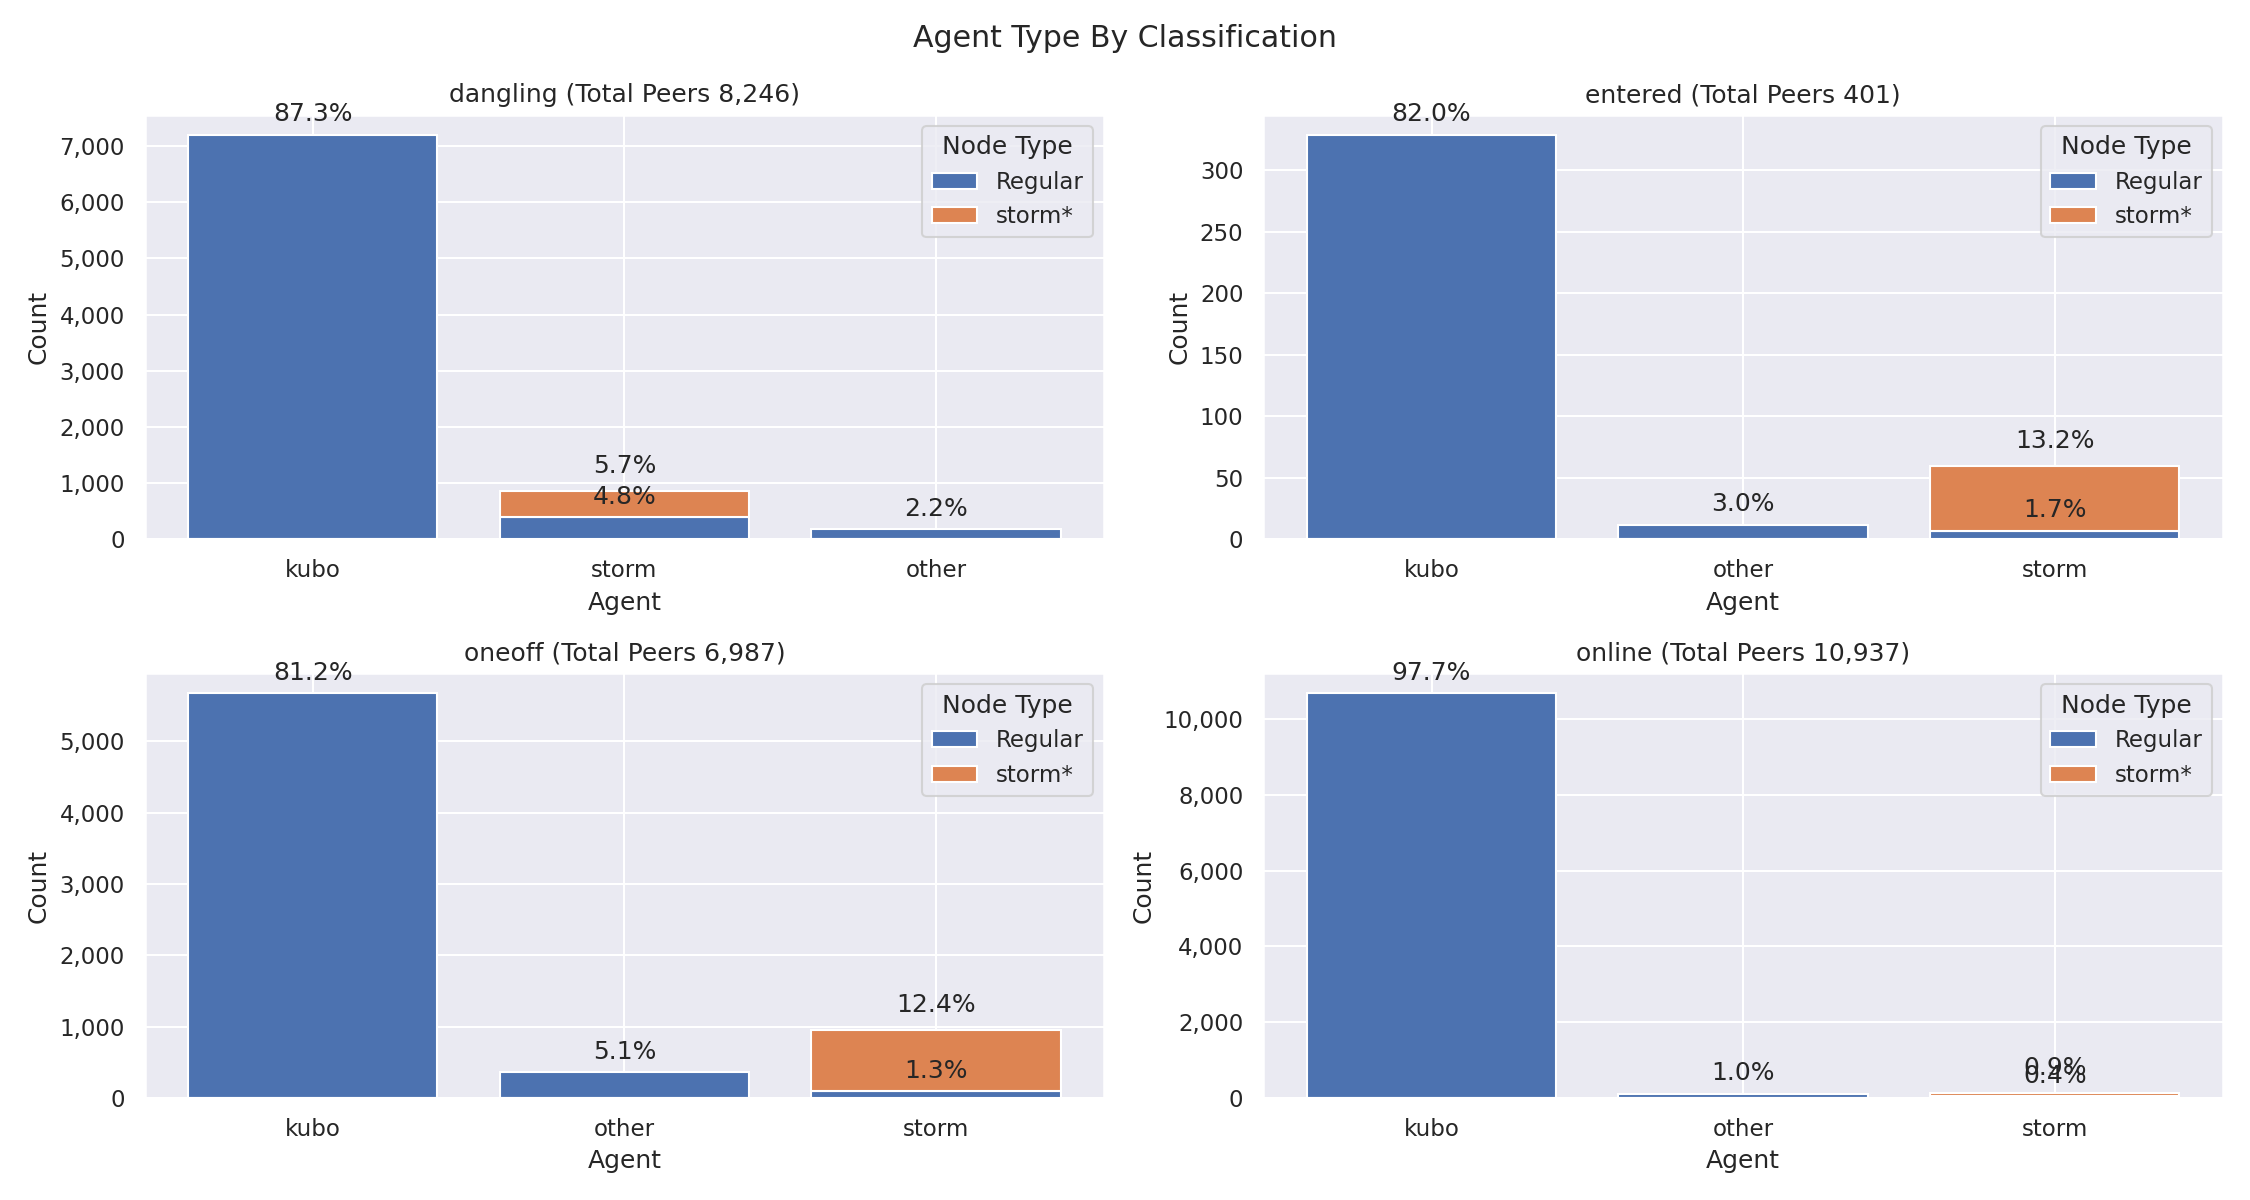 Agent Type By Classification
dangling (Total Peers 8,246)
87.3%
7,000
6,000
5,000
4,000
3,000
2,000
1,000
0
Count
5.7%
4.8%
2.2%
Node Type
Regular
storm*
kubo
storm
other
Agent
entered (Total Peers 401)
82.0%
300
250
200
150
100
50
0
Count
3.0%
13.2%
1.7%
Node Type
Regular
storm*
kubo
other
storm
Agent
oneoff (Total Peers 6,987)
81.2%
5,000
4,000
3,000
2,000
1,000
0
Count
5.1%
12.4%
1.3%
Node Type
Regular
storm*
kubo
other
storm
Agent
online (Total Peers 10,937)
97.7%
10,000
8,000
6,000
4,000
2,000
0
Count
1.0%
0.9%
0.4%
Node Type
Regular
storm*
kubo
other
storm
Agent